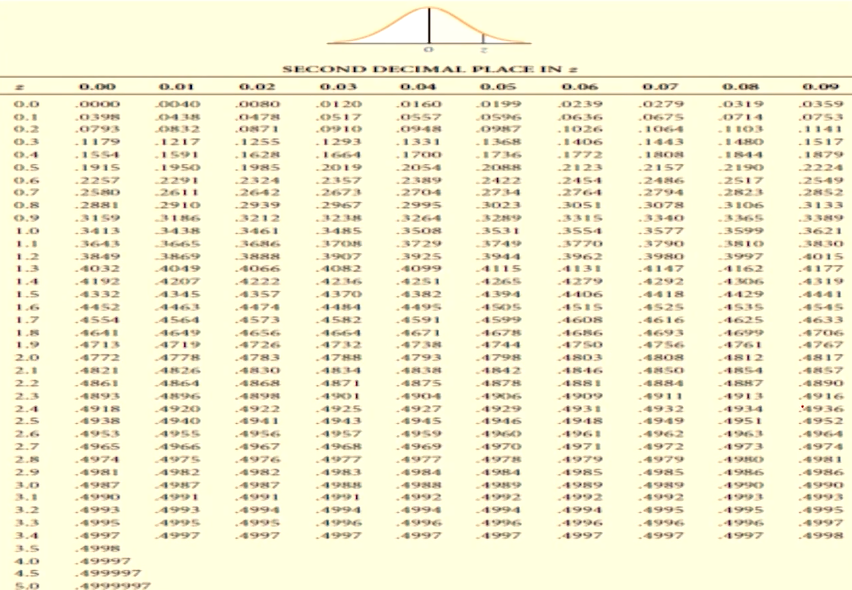 0 z
SECOND DECIMAL PLACE IN z
z 0.00 0.01 0.02 0.03 0.04 0.05 0.06 0.07 0.08 0.09
0.0 .0000 .0040 .0080 .0120 .0160 .0199 .0239 .0279 .0319 .0359
0.1 .0398 .0438 .0478 .0517 .0557 .0596 .0636 .0675 .0714 .0753
0.2 .0793 .0832 .0871 .0910 .0948 .0987 .1026 .1064 .1103 .1141
0.3 .1179 .1217 .1255 .1293 .1331 .1368 .1406 .1443 .1480 .1517
0.4 .1554 .1591 .1628 .1664 .1700 .1736 .1772 .1808 .1844 .1879
0.5 .1915 .1950 .1985 .2019 .2054 .2088 .2123 .2157 .2190 .2224
0.6 .2257 .2291 .2324 .2357 .2389 .2422 .2454 .2486 .2517 .2549
0.7 .2580 .2611 .2642 .2673 .2704 .2734 .2764 .2794 .2823 .2852
0.8 .2881 .2910 .2939 .2967 .2995 .3023 .3051 .3078 .3106 .3133
0.9 .3159 .3186 .3212 .3238 .3264 .3289 .3315 .3340 .3365 .3389
1.0 .3413 .3438 .3461 .3485 .3508 .3531 .3554 .3577 .3599 .3621
1.1 .3643 .3665 .3686 .3708 .3729 .3749 .3770 .3790 .3810 .3830
1.2 .3849 .3869 .3888 .3907 .3925 .3944 .3962 .3980 .3997 .4015
1.3 .4032 .4049 .4066 .4082 .4099 .4115 .4131 .4147 .4162 .4177
1.4 .4192 .4207 .4222 .4236 .4251 .4265 .4279 .4292 .4306 .4319
1.5 .4332 .4345 .4357 .4370 .4382 .4394 .4406 .4418 .4429 .4441
1.6 .4452 .4463 .4474 .4484 .4495 .4505 .4515 .4525 .4535 .4545
1.7 .4554 .4564 .4573 .4582 .4591 .4599 .4608 .4616 .4625 .4633
1.8 .4641 .4649 .4656 .4664 .4671 .4678 .4686 .4693 .4699 .4706
1.9 .4713 .4719 .4726 .4732 .4738 .4744 .4750 .4756 .4761 .4767
2.0 .4772 .4778 .4783 .4788 .4793 .4798 .4803 .4808 .4812 .4817
2.1 .4821 .4826 .4830 .4834 .4838 .4842 .4846 .4850 .4854 .4857
2.2 .4861 .4864 .4868 .4871 .4875 .4878 .4881 .4884 .4887 .4890
2.3 .4893 .4896 .4898 .4901 .4904 .4906 .4909 .4911 .4913 .4916
2.4 .4918 .4920 .4922 .4925 .4927 .4929 .4931 .4932 .4934 .4936
2.5 .4938 .4940 .4941 .4943 .4945 .4946 .4948 .4949 .4951 .4952
2.6 .4953 .4955 .4956 .4957 .4959 .4960 .4961 .4962 .4963 .4964
2.7 .4965 .4966 .4967 .4968 .4969 .4970 .4971 .4972 .4973 .4974
2.8 .4974 .4975 .4976 .4977 .4977 .4978 .4979 .4979 .4980 .4981
2.9 .4981 .4982 .4982 .4983 .4984 .4984 .4985 .4985 .4986 .4986
3.0 .4987 .4987 .4987 .4988 .4988 .4989 .4989 .4989 .4990 .4990
3.1 .4990 .4991 .4991 .4991 .4992 .4992 .4992 .4992 .4993 .4993
3.2 .4993 .4993 .4994 .4994 .4994 .4994 .4994 .4995 .4995 .4995
3.3 .4995 .4995 .4995 .4996 .4996 .4996 .4996 .4996 .4996 .4997
3.4 .4997 .4997 .4997 .4997 .4997 .4997 .4997 .4997 .4997 .4998
3.5 .4998
4.0 .49997
4.5 .499997
5.0 .4999997